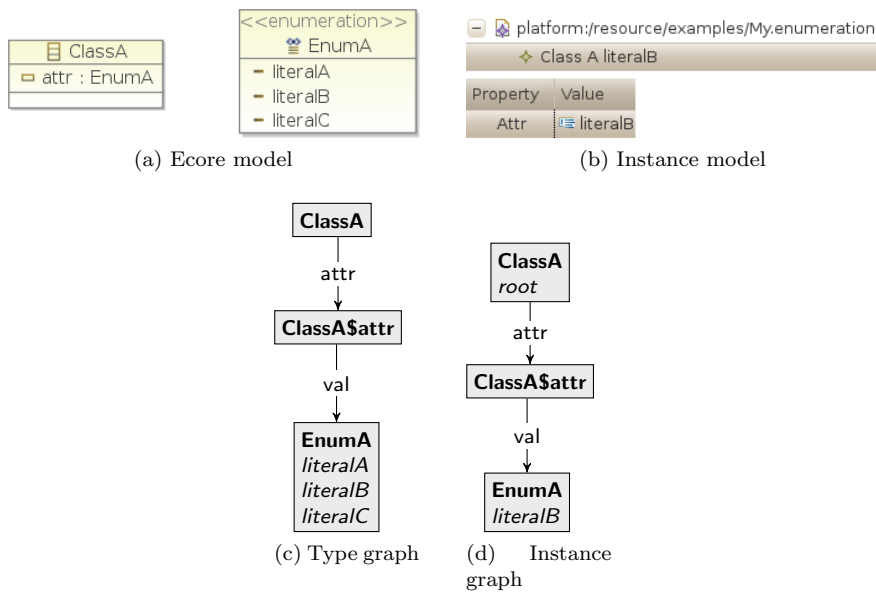 ClassA
attr : EnumA
<<enumeration>>
EnumA
literalA
literalB
literalC
(a) Ecore model
platform:/resource/examples/My.enumeration
Class A literalB
Property Value
Attr literalB
(b) Instance model
ClassA
attr
ClassA$attr
val
EnumA
literalA
literalB
literalC
(c) Type graph
ClassA
root
attr
ClassA$attr
val
EnumA
literalB
(d) Instance
graph